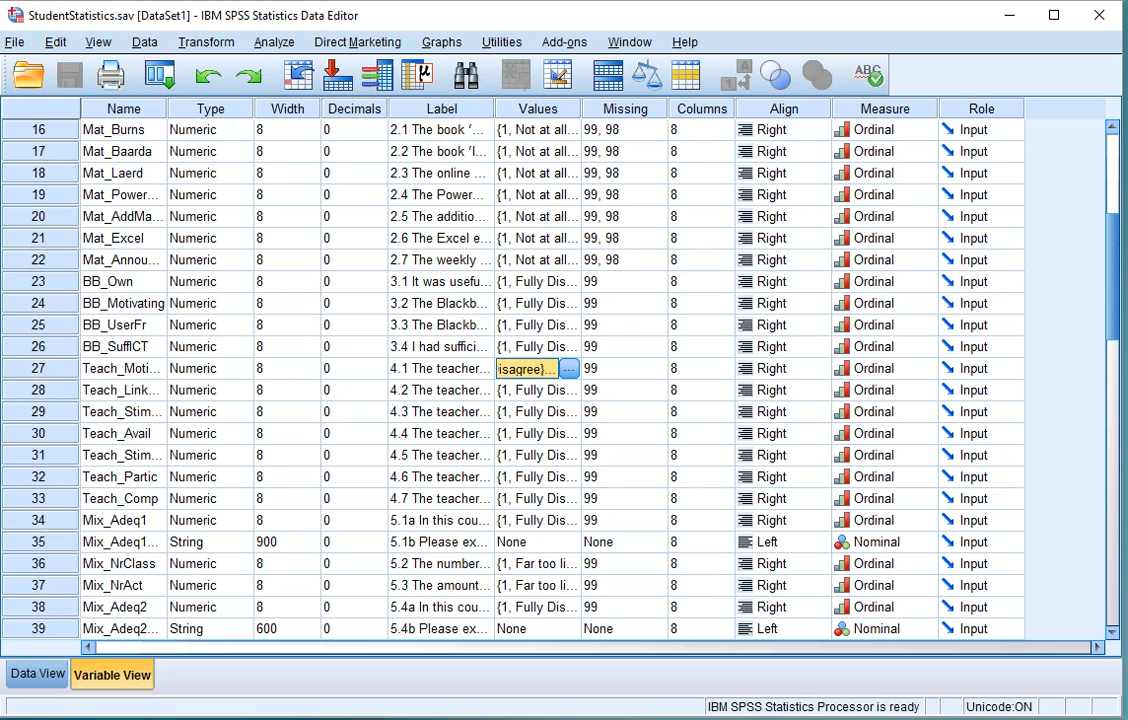 StudentStatistics.sav [DataSet1] - IBM SPSS Statistics Data Editor
File Edit View Data Transform Analyze Direct Marketing Graphs Utilities Add-ons Window Help
Name Type Width Decimals Label Values Missing Columns Align Measure Role
16 Mat_Burns Numeric 8 0 2.1 The book ‘... {1, Not at all... 99, 98 8 Right Ordinal Input
17 Mat_Baarda Numeric 8 0 2.2 The book ‘I... {1, Not at all... 99, 98 8 Right Ordinal Input
18 Mat_Laerd Numeric 8 0 2.3 The online ... {1, Not at all... 99, 98 8 Right Ordinal Input
19 Mat_Power... Numeric 8 0 2.4 The Power... {1, Not at all... 99, 98 8 Right Ordinal Input
20 Mat_AddMa... Numeric 8 0 2.5 The additio... {1, Not at all... 99, 98 8 Right Ordinal Input
21 Mat_Excel Numeric 8 0 2.6 The Excel e... {1, Not at all... 99, 98 8 Right Ordinal Input
22 Mat_Annou... Numeric 8 0 2.7 The weekly ... {1, Not at all... 99, 98 8 Right Ordinal Input
23 BB_Own Numeric 8 0 3.1 It was usefu... {1, Fully Dis... 99 8 Right Ordinal Input
24 BB_Motivating Numeric 8 0 3.2 The Blackb... {1, Fully Dis... 99 8 Right Ordinal Input
25 BB_UserFr Numeric 8 0 3.3 The Blackb... {1, Fully Dis... 99 8 Right Ordinal Input
26 BB_SuffICT Numeric 8 0 3.4 I had suffici... {1, Fully Dis... 99 8 Right Ordinal Input
27 Teach_Moti... Numeric 8 0 4.1 The teacher... isagree}... ... 99 8 Right Ordinal Input
28 Teach_Link... Numeric 8 0 4.2 The teacher... {1, Fully Dis... 99 8 Right Ordinal Input
29 Teach_Stim... Numeric 8 0 4.3 The teacher... {1, Fully Dis... 99 8 Right Ordinal Input
30 Teach_Avail Numeric 8 0 4.4 The teacher... {1, Fully Dis... 99 8 Right Ordinal Input
31 Teach_Stim... Numeric 8 0 4.5 The teacher... {1, Fully Dis... 99 8 Right Ordinal Input
32 Teach_Partic Numeric 8 0 4.6 The teacher... {1, Fully Dis... 99 8 Right Ordinal Input
33 Teach_Comp Numeric 8 0 4.7 The teacher... {1, Fully Dis... 99 8 Right Ordinal Input
34 Mix_Adeq1 Numeric 8 0 5.1a In this cou... {1, Fully Dis... 99 8 Right Ordinal Input
35 Mix_Adeq1... String 900 0 5.1b Please ex... None None 8 Left Nominal Input
36 Mix_NrClass Numeric 8 0 5.2 The number... {1, Far too li... 99 8 Right Ordinal Input
37 Mix_NrAct Numeric 8 0 5.3 The amount... {1, Far too li... 99 8 Right Ordinal Input
38 Mix_Adeq2 Numeric 8 0 5.4a In this cou... {1, Fully Dis... 99 8 Right Ordinal Input
39 Mix_Adeq2... String 600 0 5.4b Please ex... None None 8 Left Nominal Input
Data View Variable View
IBM SPSS Statistics Processor is ready Unicode:ON